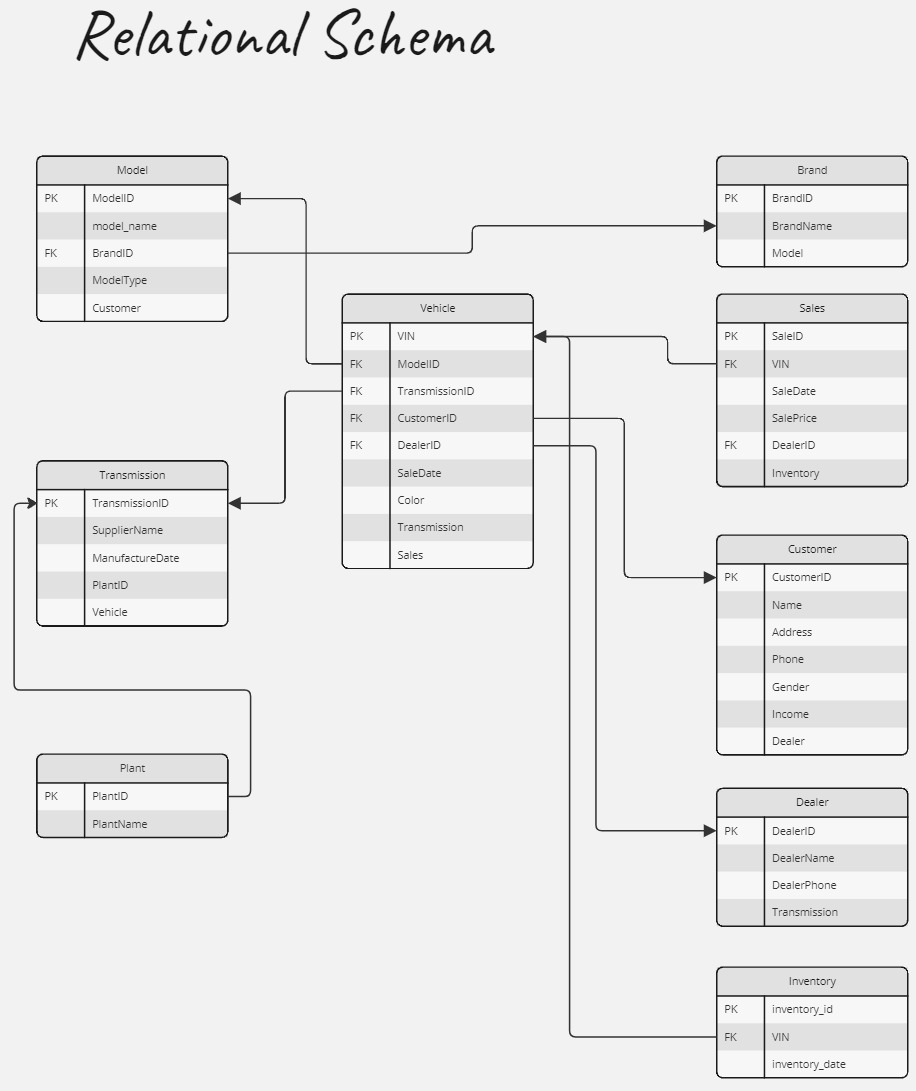 Relational Schema
Model
PK ModelID
model_name
FK BrandID
ModelType
Customer
Brand
PK BrandID
BrandName
Model
Vehicle
PK VIN
FK ModelID
FK TransmissionID
FK CustomerID
FK DealerID
SaleDate
Color
Transmission
Sales
Sales
PK SaleID
FK VIN
SaleDate
SalePrice
FK DealerID
Inventory
Transmission
PK TransmissionID
SupplierName
ManufactureDate
PlantID
Vehicle
Customer
PK CustomerID
Name
Address
Phone
Gender
Income
Dealer
Plant
PK PlantID
PlantName
Dealer
PK DealerID
DealerName
DealerPhone
Transmission
Inventory
PK inventory_id
FK VIN
inventory_date